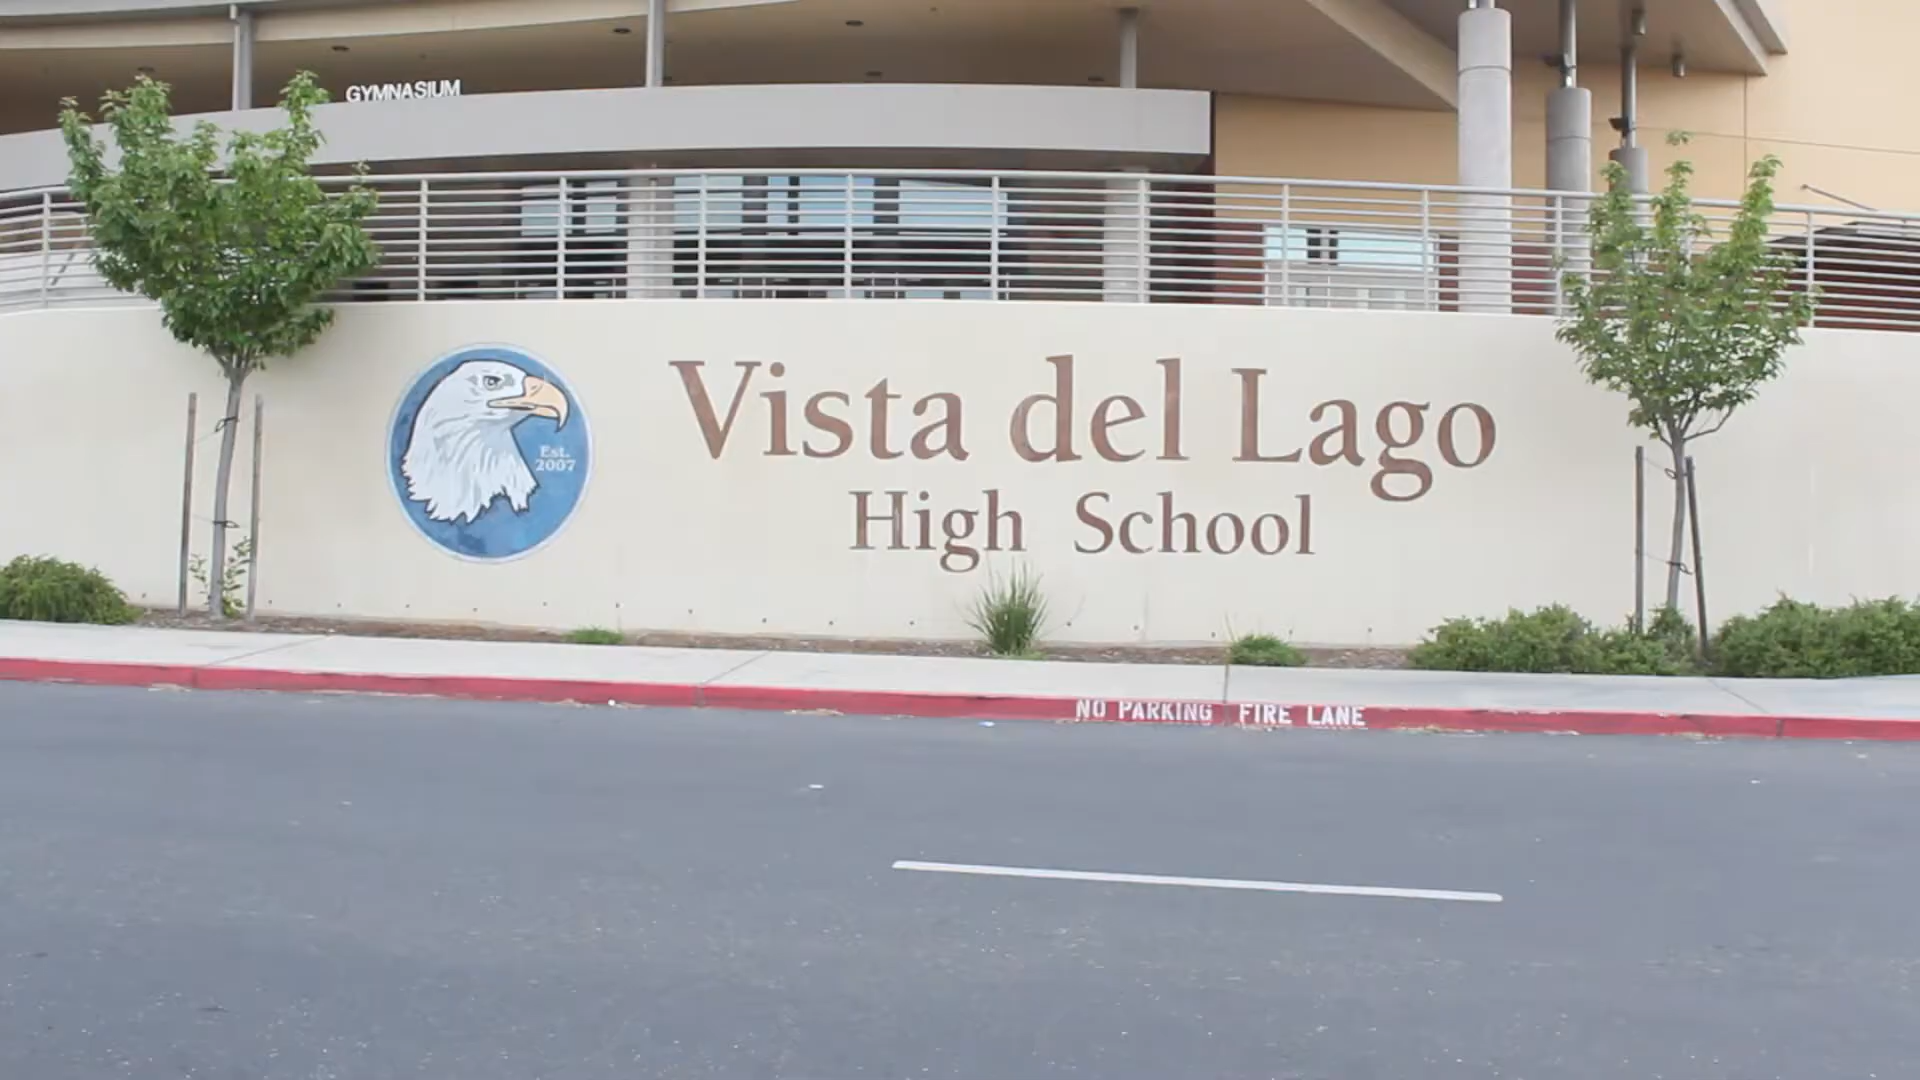 GYMNASIUM
Est.
2007
Vista del Lago
High School
NO PARKING FIRE LANE